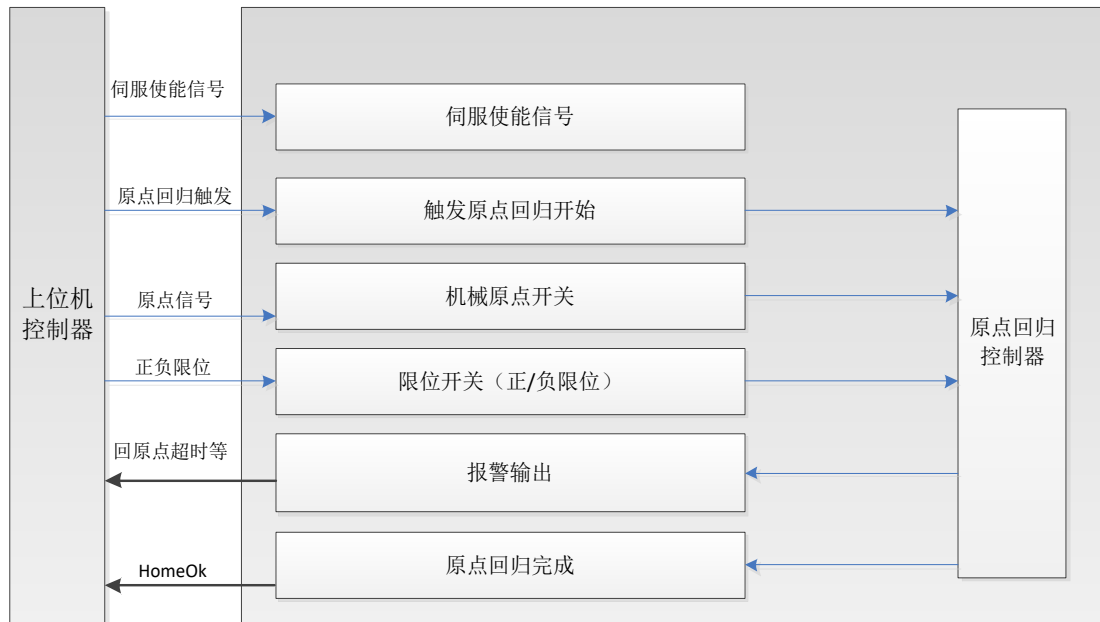 伺服使能信号
伺服使能信号
原点回归触发
触发原点回归开始
上位机
控制器
原点信号
机械原点开关
原点回归
控制器
正负限位
限位开关（正/负限位）
回原点超时等
报警输出
HomeOk
原点回归完成